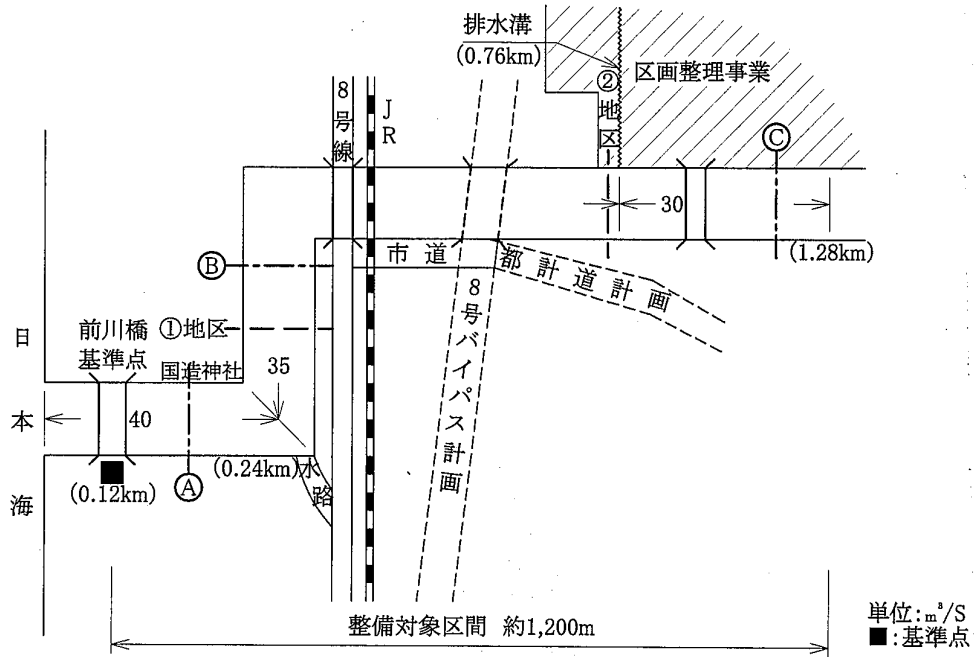 排水溝
(0.76km)
区画整理事業
②地区
8号線
JR
Ⓒ
30
(1.28km)
Ⓑ
市道
都計道計画
8号バイパス計画
前川橋
基準点
①地区
国造神社
35
日本海
40
(0.12km)
Ⓐ
(0.24km)
水路
整備対象区間 約1,200m
単位:m³/S
■:基準点